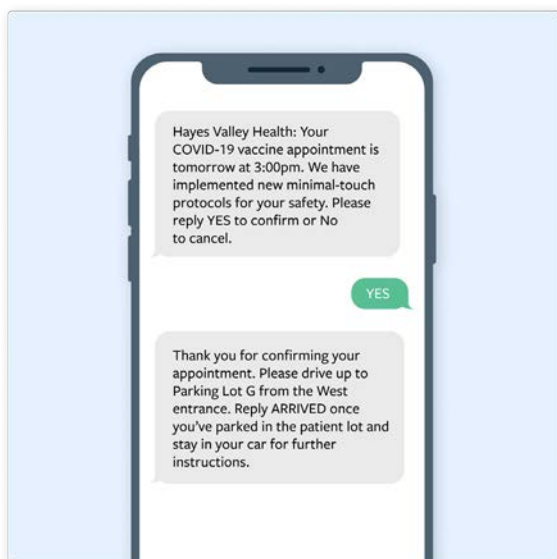 Hayes Valley Health: Your
COVID-19 vaccine appointment is
tomorrow at 3:00pm. We have
implemented new minimal-touch
protocols for your safety. Please
reply YES to confirm or No
to cancel.
YES
Thank you for confirming your
appointment. Please drive up to
Parking Lot G from the West
entrance. Reply ARRIVED once
you've parked in the patient lot and
stay in your car for further
instructions.